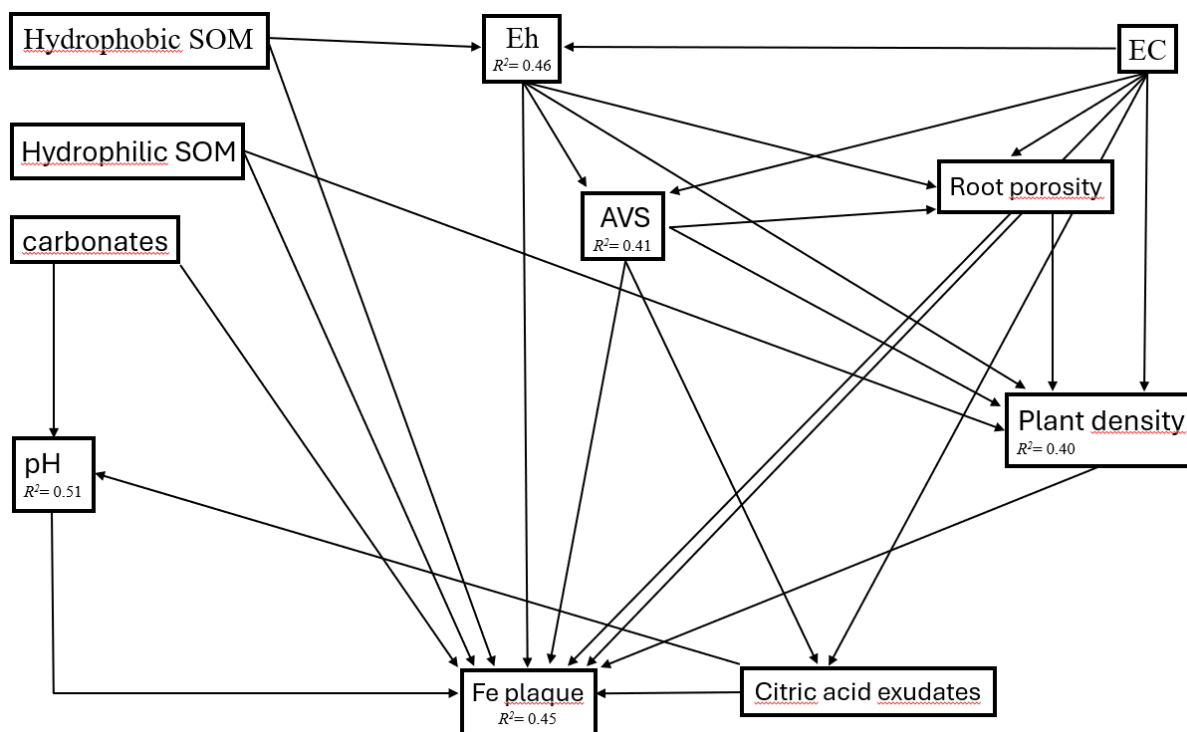 Hydrophobic SOM
Eh
R²= 0.46
EC
Hydrophilic SOM
Root porosity
AVS
R²= 0.41
carbonates
Plant density
R²= 0.40
pH
R²= 0.51
Fe plaque
R²= 0.45
Citric acid exudates